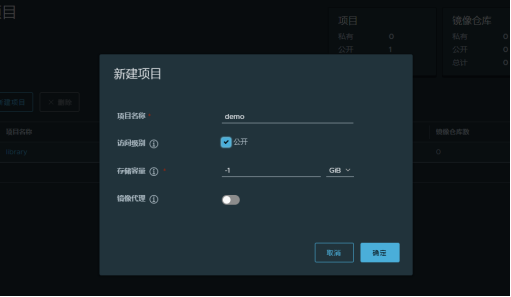 项目
项目
私有 0
公开 1
镜像仓库
私有 0
公开 0
总计 0
新建项目
删除
项目名称
镜像仓库数
library
0
新建项目
项目名称 *
demo
访问级别
公开
存储容量 *
-1
GiB
镜像代理
取消
确定